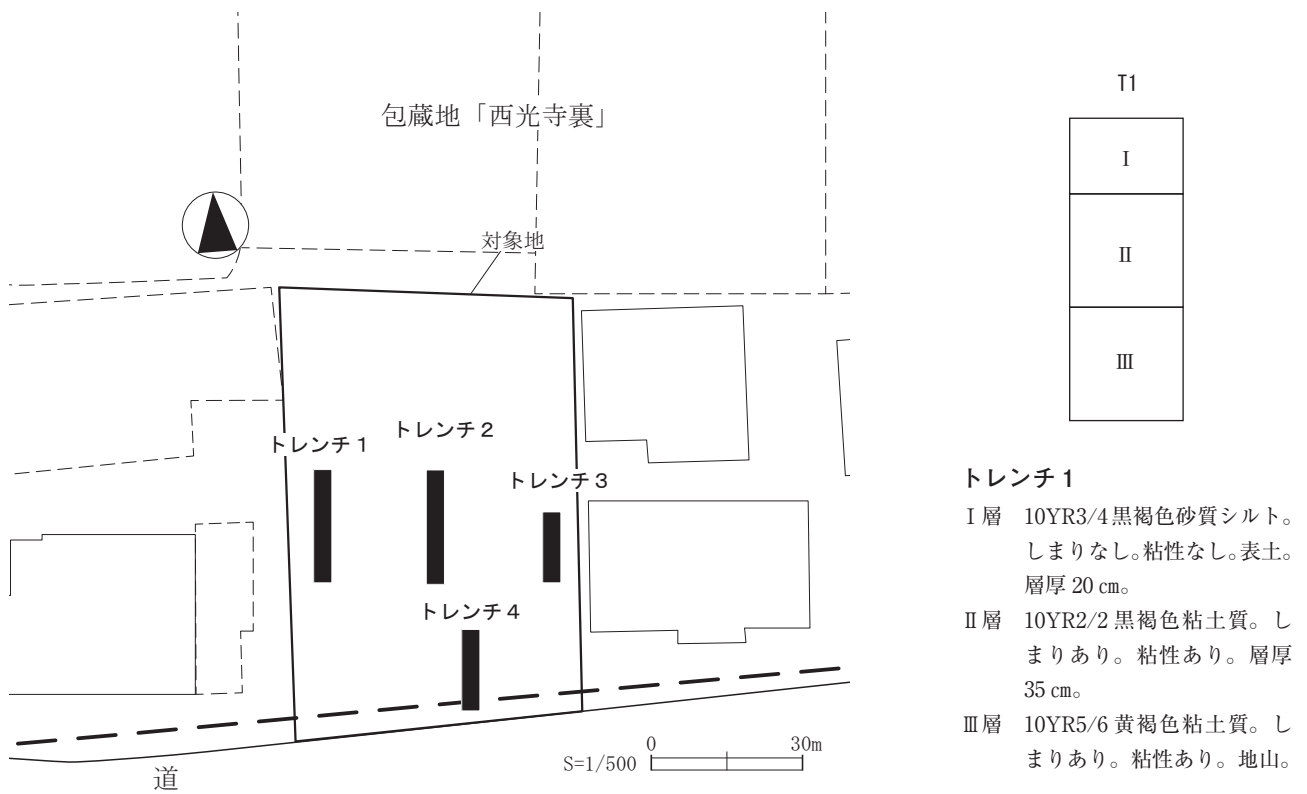 包蔵地「西光寺裏」
対象地
トレンチ1
トレンチ2
トレンチ3
トレンチ4
道
S=1/500
0
30m
T1
Ⅰ
Ⅱ
Ⅲ
トレンチ1
Ⅰ層 10YR3/4 黒褐色砂質シルト。
しまりなし。粘性なし。表土。
層厚 20 cm。
Ⅱ層 10YR2/2 黒褐色粘土質。し
まりあり。粘性あり。層厚
35 cm。
Ⅲ層 10YR5/6 黄褐色粘土質。し
まりあり。粘性あり。地山。